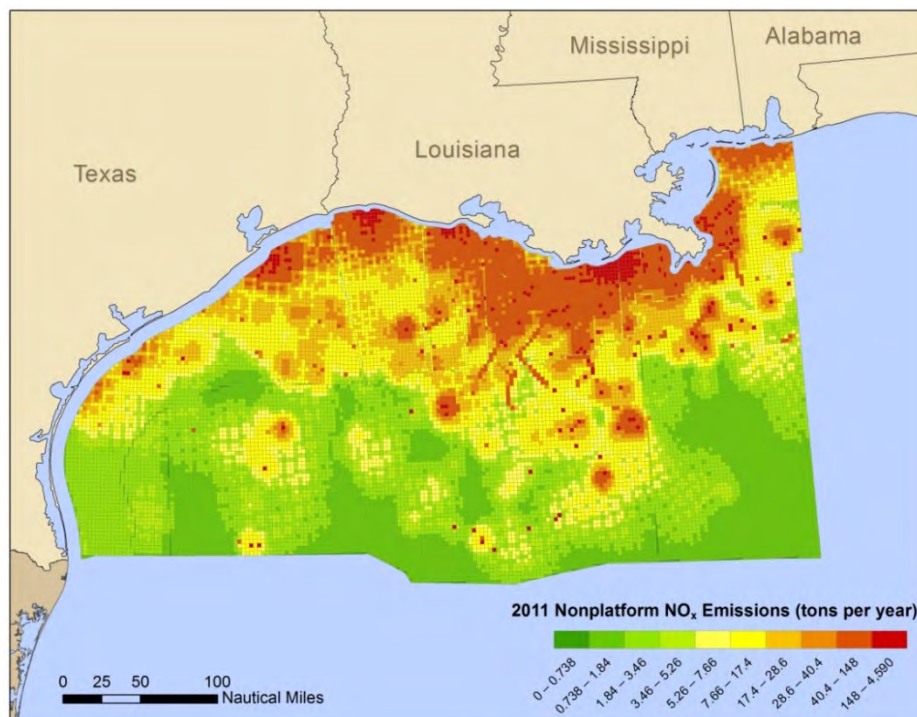 Mississippi
Alabama
Louisiana
Texas
2011 Nonplatform NOₓ Emissions (tons per year)
0 – 0.738
0.738 – 1.84
1.84 – 3.46
3.46 – 5.26
5.26 – 7.66
7.66 – 17.4
17.4 – 28.6
28.6 – 40.4
40.4 – 148
148 – 4,590
0 25 50 100
Nautical Miles